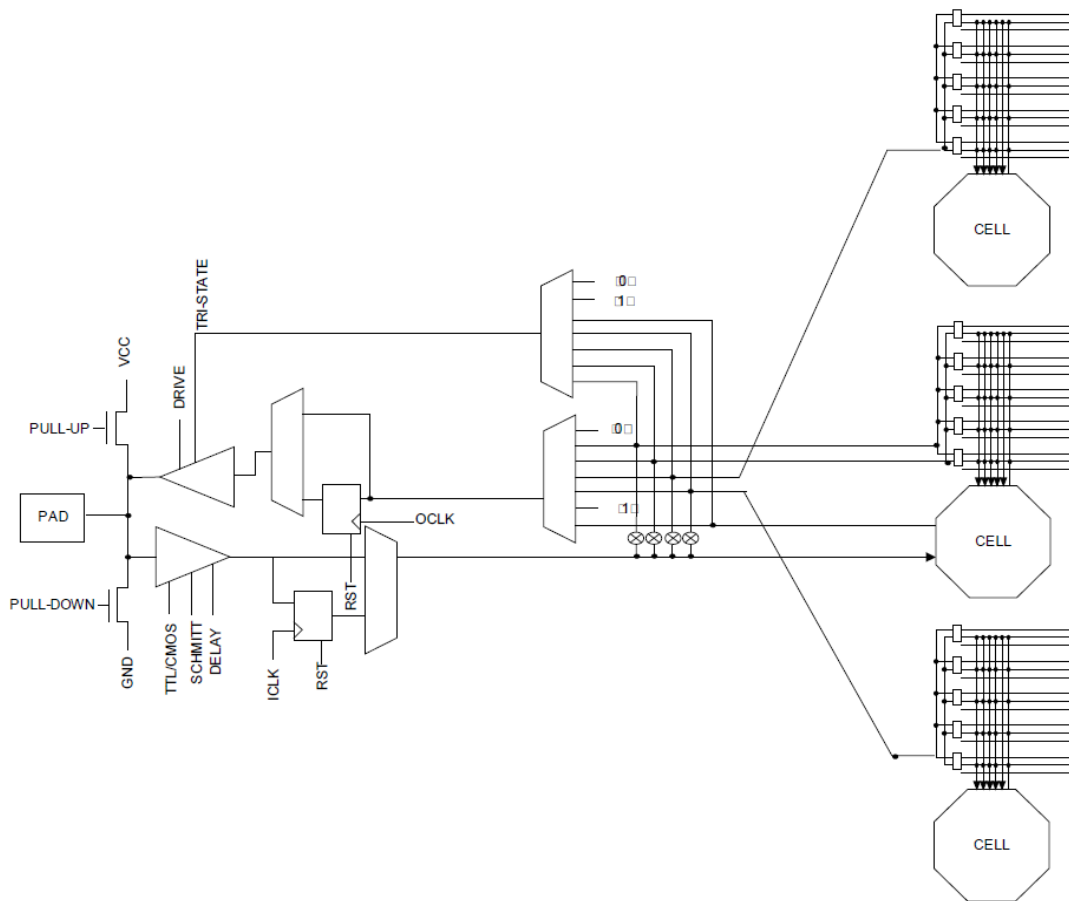 CELL
TRI-STATE
"0"
"1"
VCC
DRIVE
PULL-UP
"0"
PAD
OCLK
"1"
CELL
PULL-DOWN
RST
GND
TTL/CMOS
SCHMITT
DELAY
ICLK
RST
CELL